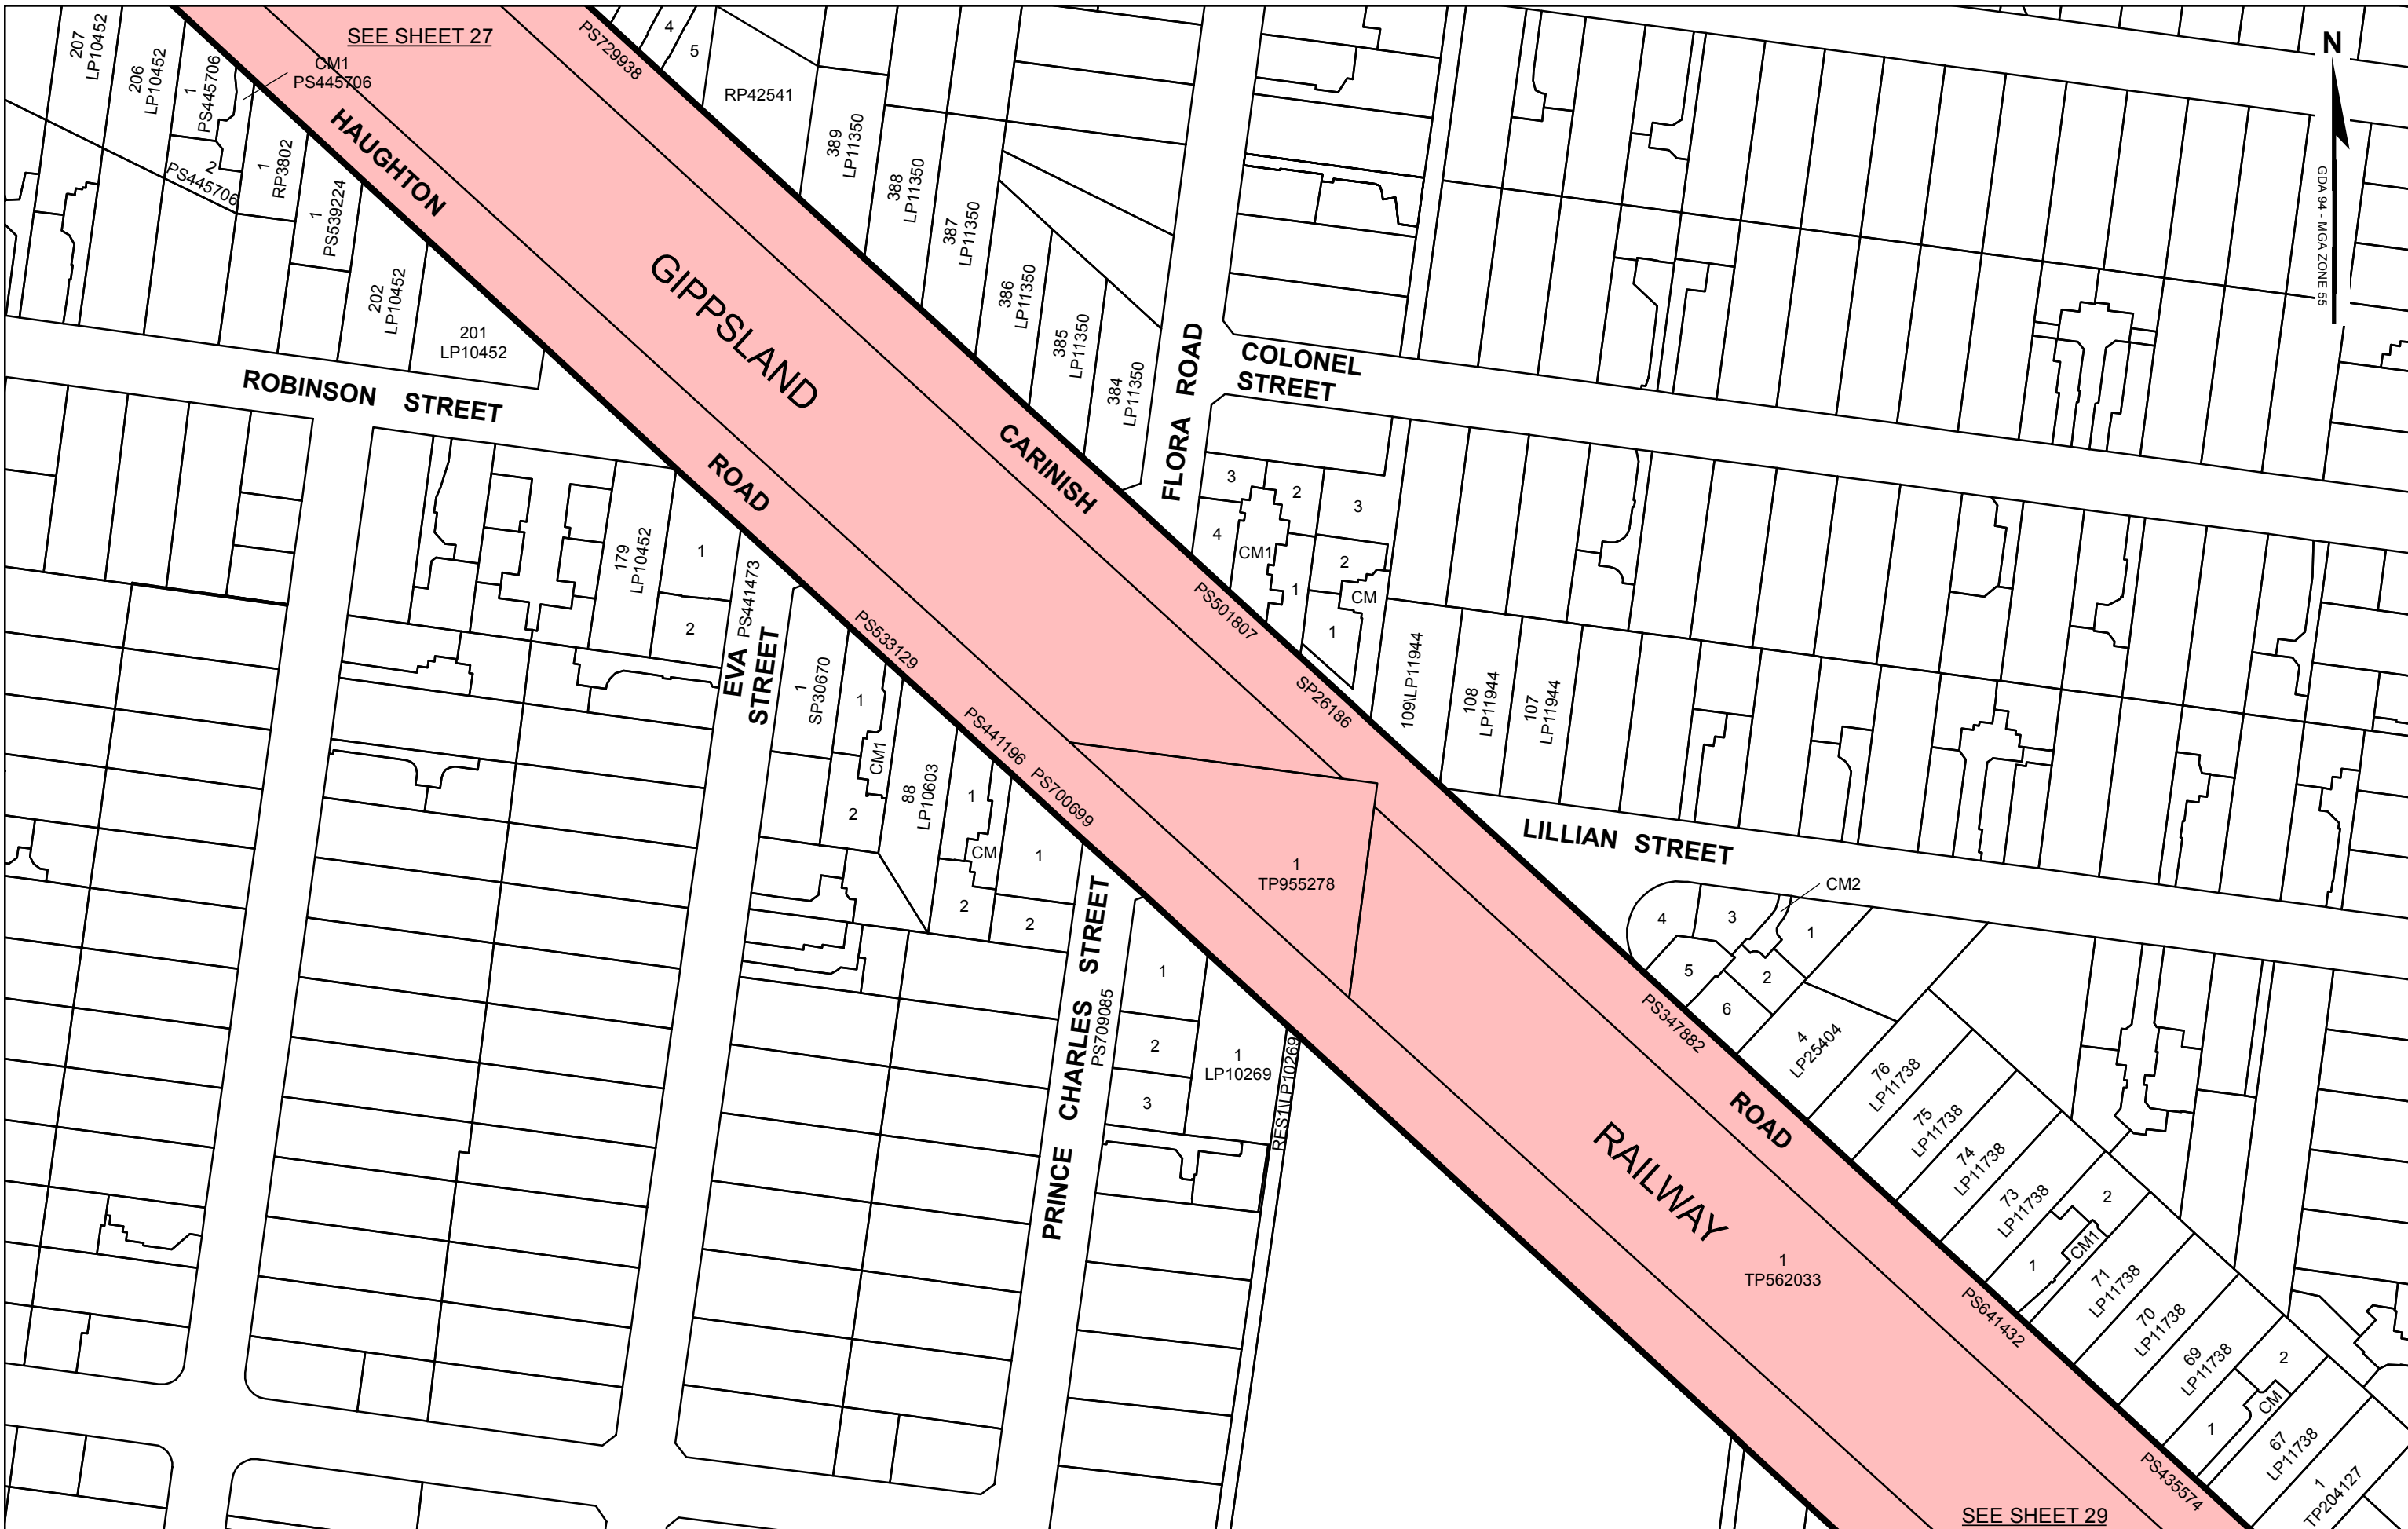 SEE SHEET 27
N
GDA 94 - MGA ZONE 55
207
LP10452
206
LP10452
1
PS445706
CM1
PS445706
2
PS445706
1
RP3802
1
PS539224
202
LP10452
201
LP10452
HAUGHTON
ROAD
GIPPSLAND
RAILWAY
CARINISH
ROAD
PS729938
4
5
RP42541
389
LP11350
388
LP11350
387
LP11350
386
LP11350
385
LP11350
384
LP11350
FLORA ROAD
COLONEL
STREET
ROBINSON STREET
179
LP10452
1
2
PS441473
EVA
STREET
3
4
CM1
2
1
3
2
CM
1
PS501807
SP26186
109\LP11944
108
LP11944
107
LP11944
LILLIAN STREET
PS533129
1
SP30670
1
CM1
2
88
LP10603
PS441196
1
CM
2
PS700699
1
2
PRINCE CHARLES STREET
PS709085
1
2
3
1
LP10269
RES1\LP10269
1
TP955278
1
TP562033
CM2
4
3
1
5
2
6
PS347882
4
LP25404
76
LP11738
75
LP11738
74
LP11738
73
LP11738
2
CM1
1
PS641432
71
LP11738
70
LP11738
69
LP11738
2
CM
1
PS435574
67
LP11738
1
TP204127
SEE SHEET 29